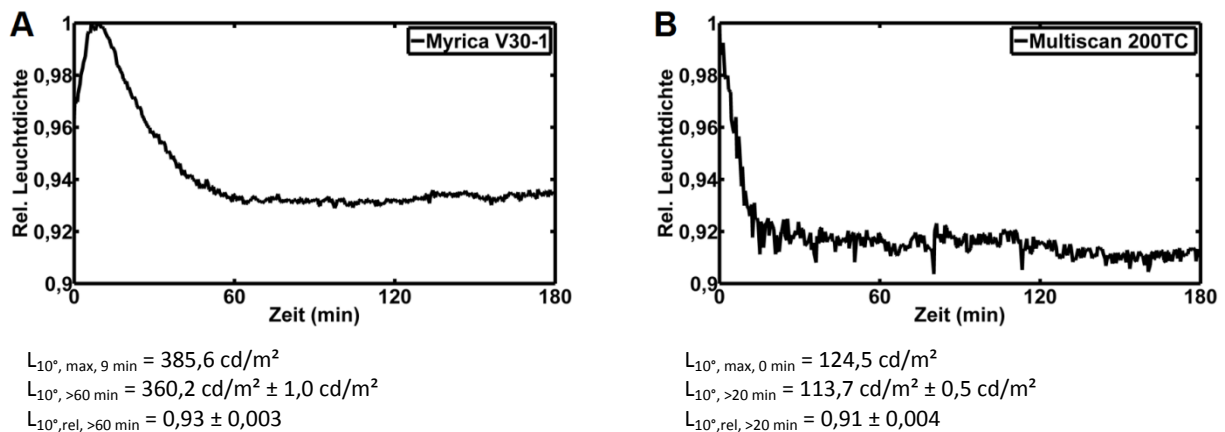 A
Rel. Leuchtdichte
1
0,98
0,96
0,94
0,92
0,9
0
60
120
180
Zeit (min)
Myrica V30-1
L10°, max, 9 min = 385,6 cd/m²
L10°, >60 min = 360,2 cd/m² ± 1,0 cd/m²
L10°,rel, >60 min = 0,93 ± 0,003
B
Rel. Leuchtdichte
1
0,98
0,96
0,94
0,92
0,9
0
60
120
180
Zeit (min)
Multiscan 200TC
L10°, max, 0 min = 124,5 cd/m²
L10°, >20 min = 113,7 cd/m² ± 0,5 cd/m²
L10°,rel, >20 min = 0,91 ± 0,004